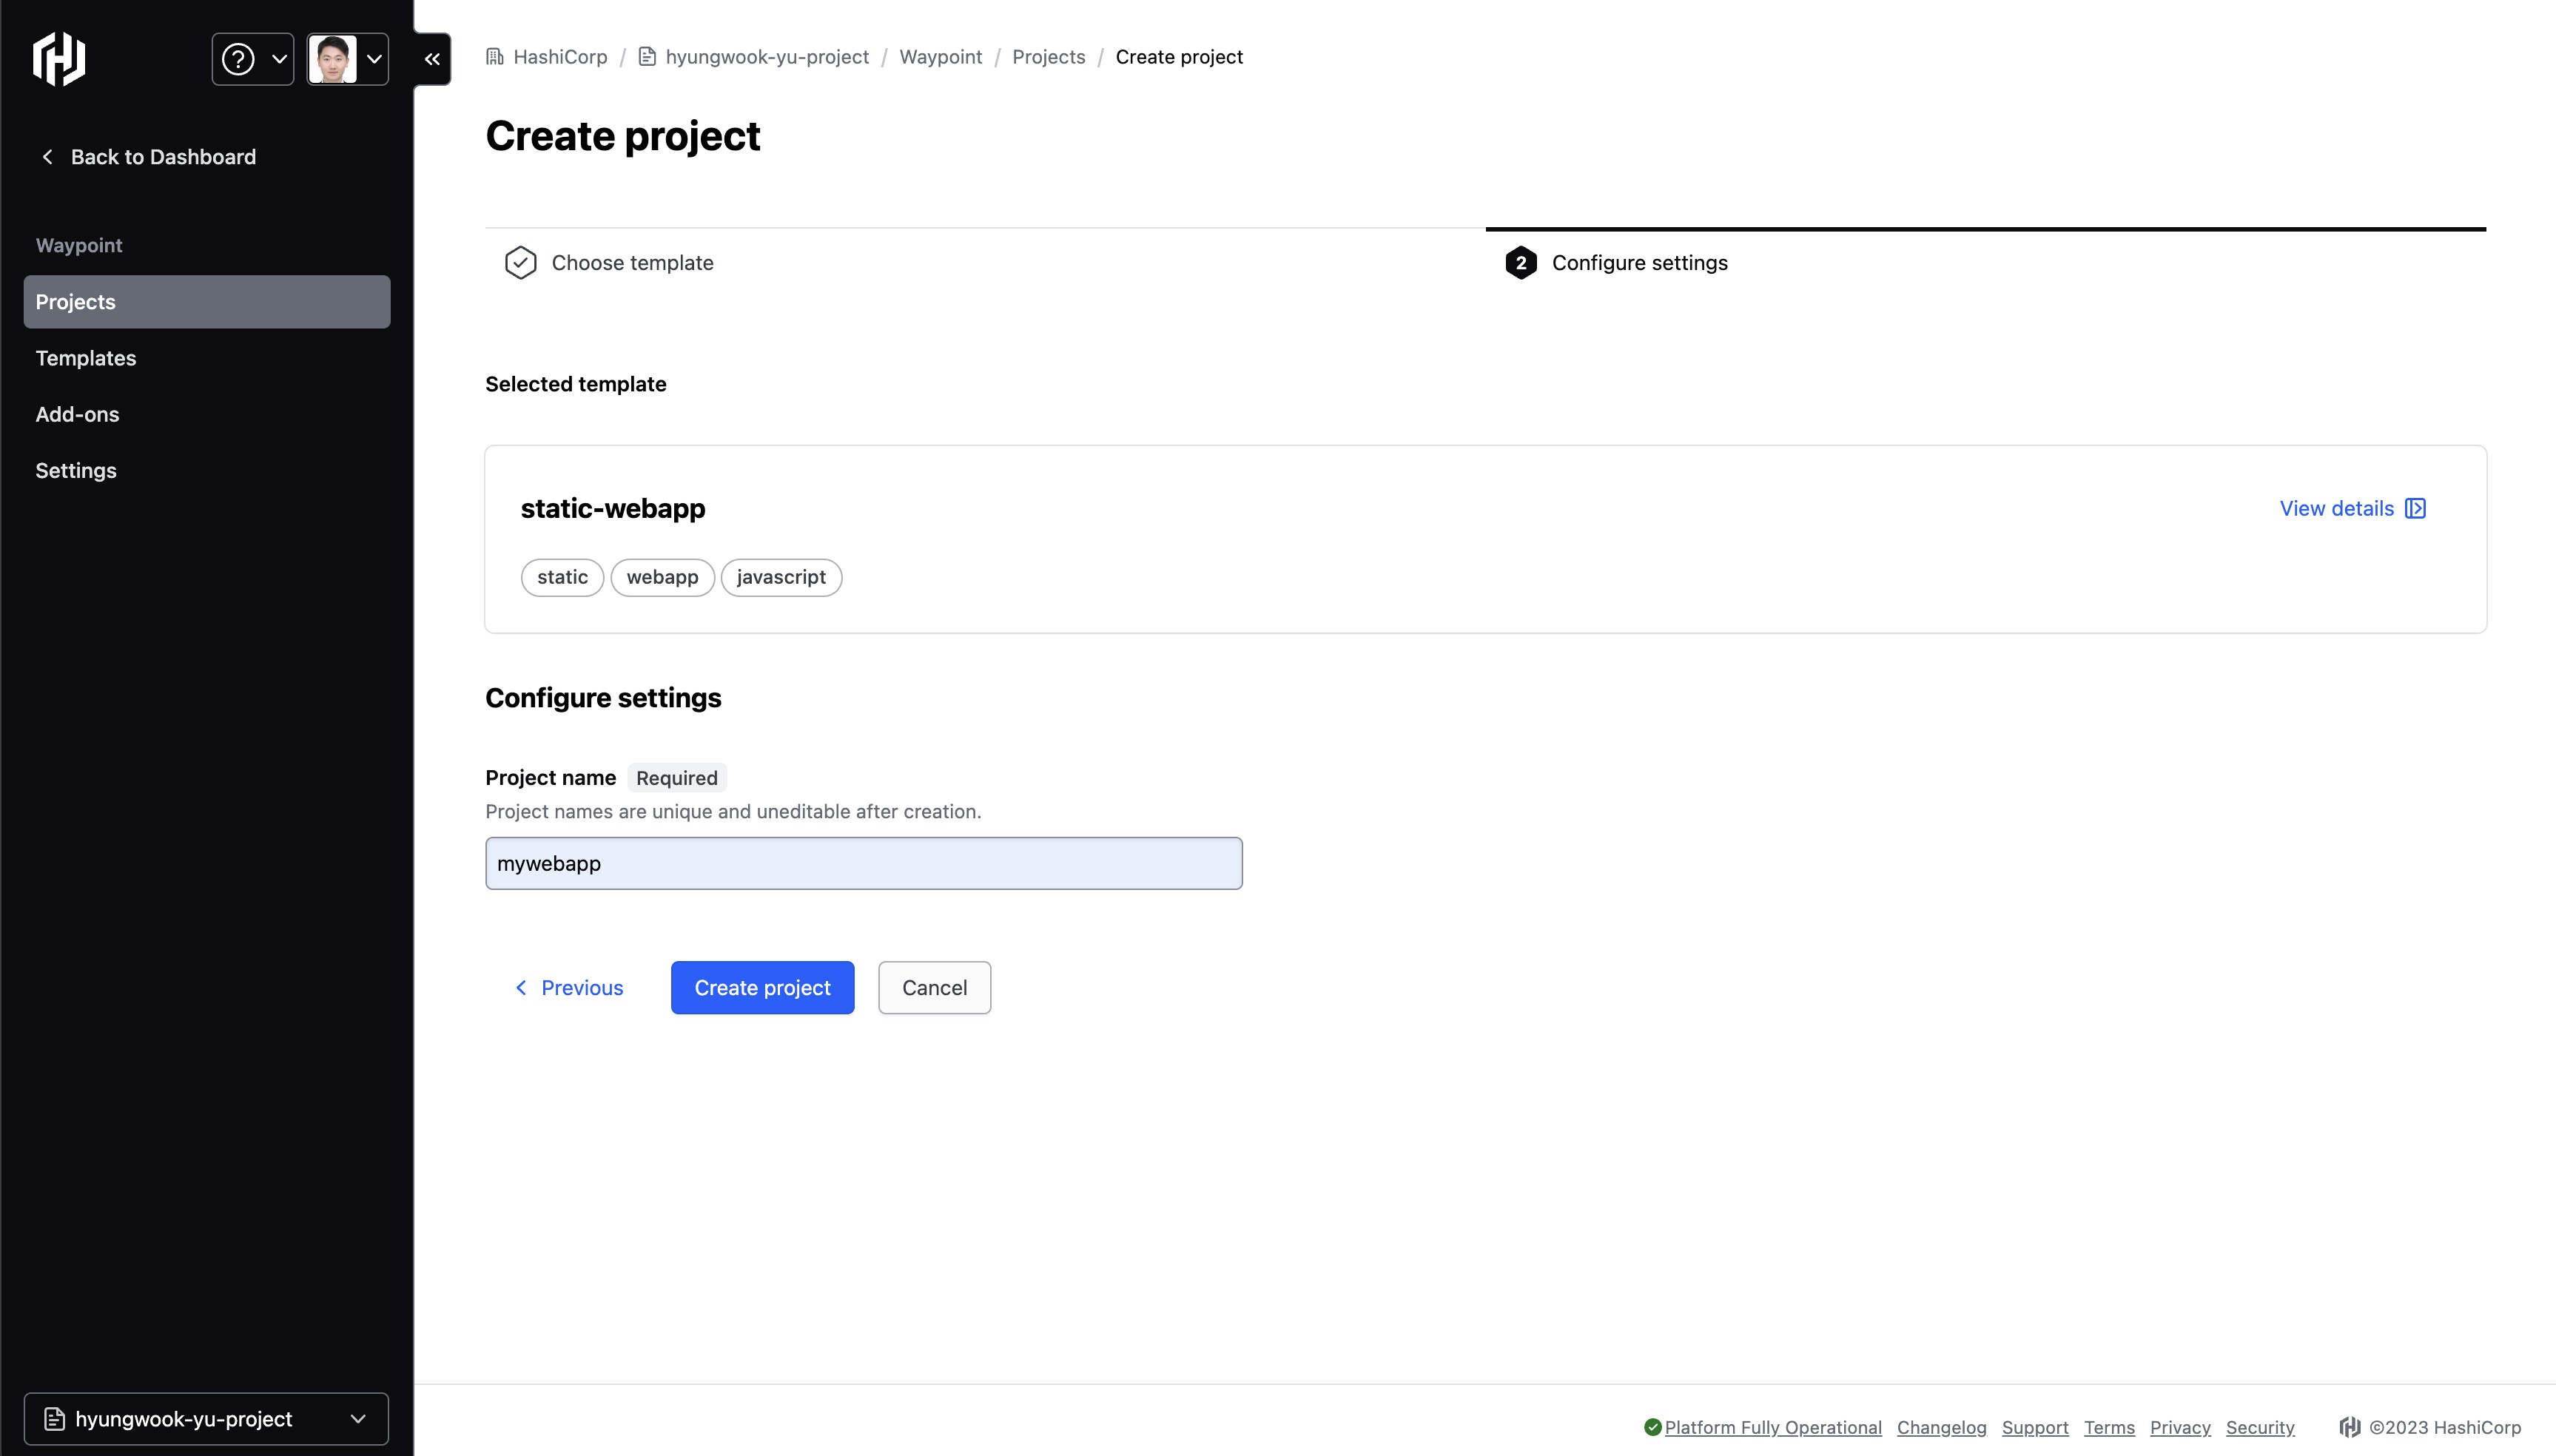 HashiCorp / hyungwook-yu-project / Waypoint / Projects / Create project
Back to Dashboard
Waypoint
Projects
Templates
Add-ons
Settings
hyungwook-yu-project
Create project
Choose template
2 Configure settings
Selected template
static-webapp
View details
static webapp javascript
Configure settings
Project name Required
Project names are unique and uneditable after creation.
mywebapp
Previous Create project Cancel
Platform Fully Operational Changelog Support Terms Privacy Security ©2023 HashiCorp